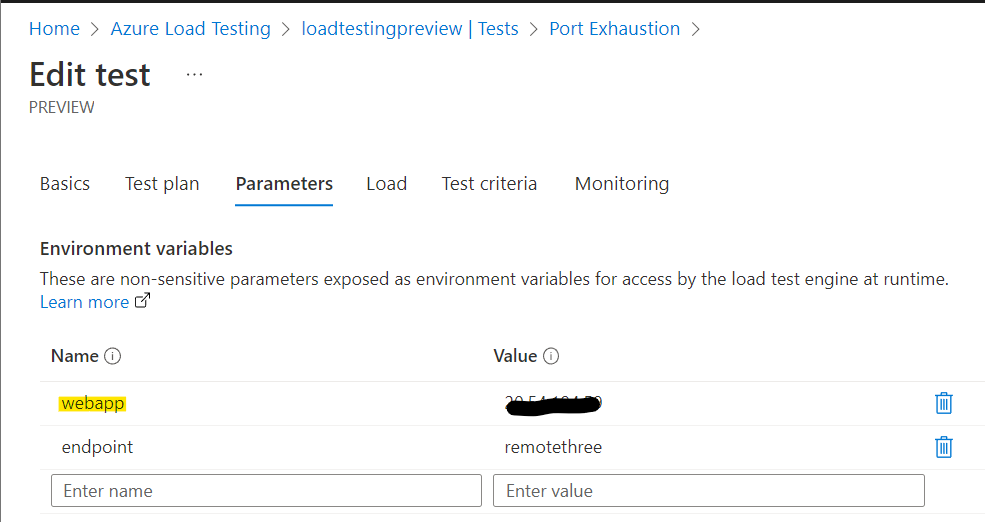 Home > Azure Load Testing > loadtestingpreview | Tests > Port Exhaustion >
Edit test ...
PREVIEW
Basics Test plan Parameters Load Test criteria Monitoring
Environment variables
These are non-sensitive parameters exposed as environment variables for access by the load test engine at runtime.
Learn more
Name Value
webapp
endpoint remotethree
Enter name Enter value